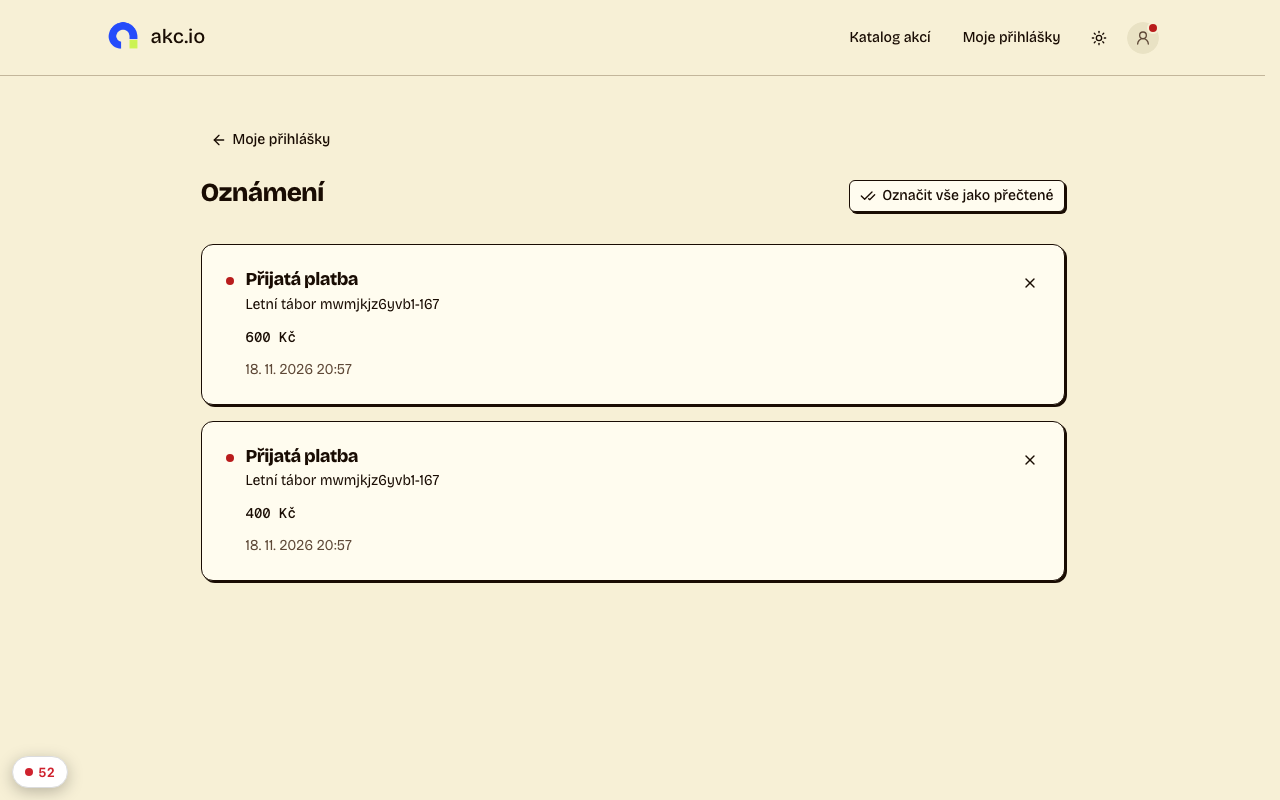 akc.io
Katalog akcí
Moje přihlášky
Moje přihlášky
Oznámení
Označit vše jako přečtené
Přijatá platba
Letní tábor mwmjkjz6yvb1-167
600 Kč
18. 11. 2026 20:57
Přijatá platba
Letní tábor mwmjkjz6yvb1-167
400 Kč
18. 11. 2026 20:57
52